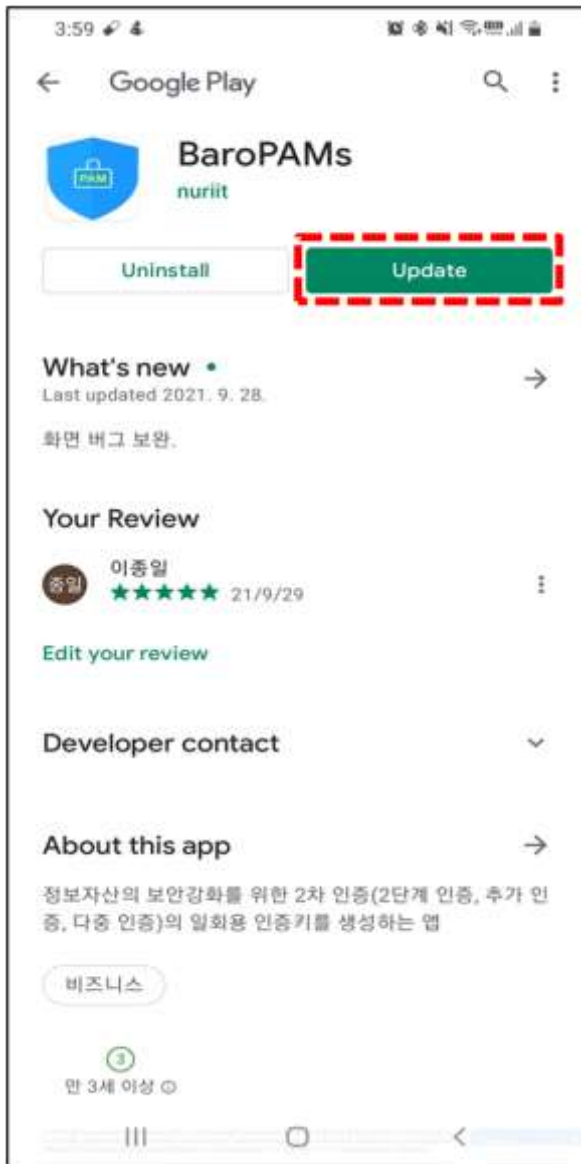 3:59
Google Play
BaroPAMs
PAM
nuriit
Uninstall
Update
What's new
Last updated 2021. 9. 28.
화면 버그 보완.
Your Review
종일
이종일
21/9/29
Edit your review
Developer contact
About this app
정보자산의 보안강화를 위한 2차 인증(2단계 인증, 추가 인
증, 다중 인증)의 일회용 인증키를 생성하는 앱
비즈니스
3
만 3세 이상